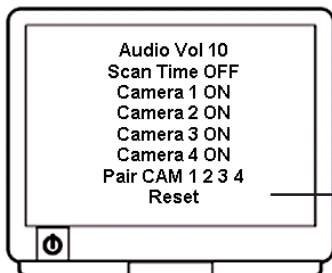 Audio Vol 10
Scan Time OFF
Camera 1 ON
Camera 2 ON
Camera 3 ON
Camera 4 ON
Pair CAM 1 2 3 4
Reset